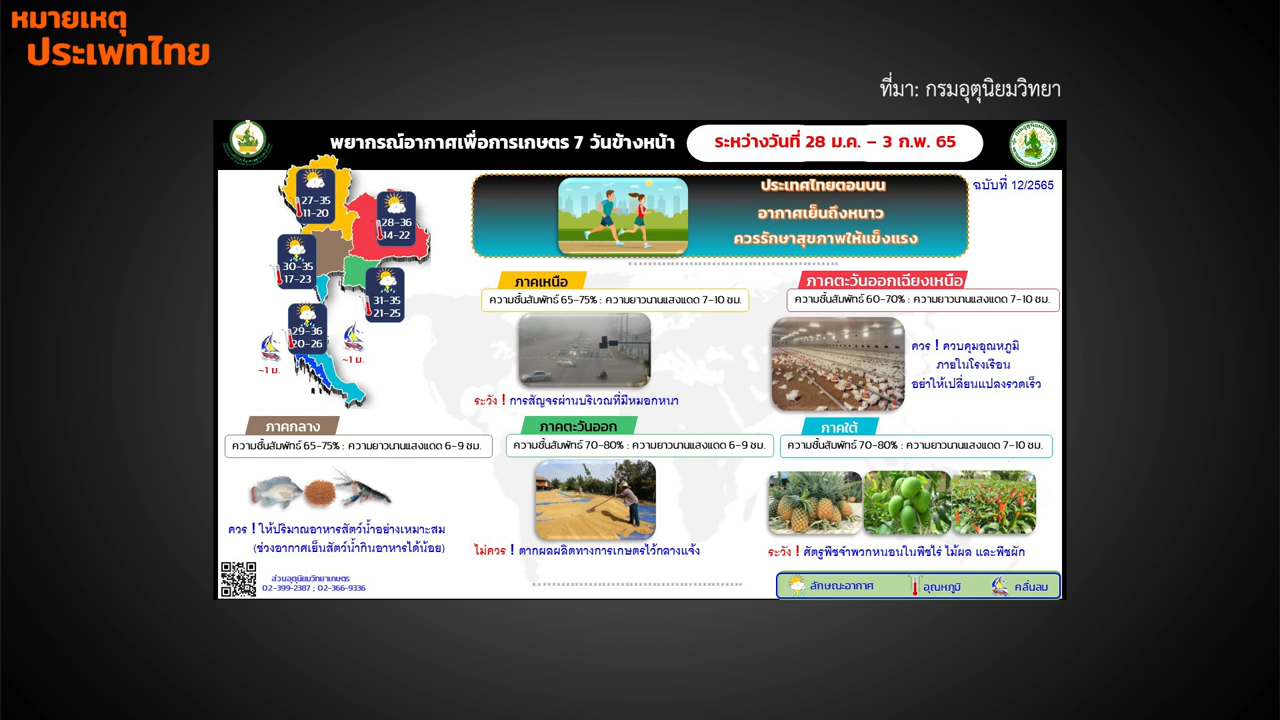 หมายเหตุ
ประเพทไทย
ที่มา: กรมอุตุนิยมวิทยา
พยากรณ์อากาศเพื่อการเกษตร 7 วันข้างหน้า
ระหว่างวันที่ 28 ม.ค. – 3 ก.พ. 65
ฉบับที่ 12/2565
ประเทศไทยตอนบน
อากาศเย็นถึงหนาว
ควรรักษาสุขภาพให้แข็งแรง
27-35
11-20
28-36
14-22
30-35
17-23
31-35
21-25
29-36
20-26
~1 ม.
~1 ม.
ภาคเหนือ
ความชื้นสัมพัทธ์ 65-75% : ความยาวนานแสงแดด 7-10 ชม.
ระวัง ! การสัญจรผ่านบริเวณที่มีหมอกหนา
ภาคตะวันออกเฉียงเหนือ
ความชื้นสัมพัทธ์ 60-70% : ความยาวนานแสงแดด 7-10 ชม.
ควร ! ควบคุมอุณหภูมิ
ภายในโรงเรือน
อย่าให้เปลี่ยนแปลงรวดเร็ว
ภาคกลาง
ความชื้นสัมพัทธ์ 65-75% : ความยาวนานแสงแดด 6-9 ชม.
ควร ! ให้ปริมาณอาหารสัตว์น้ำอย่างเหมาะสม
(ช่วงอากาศเย็นสัตว์น้ำกินอาหารได้น้อย)
ภาคตะวันออก
ความชื้นสัมพัทธ์ 70-80% : ความยาวนานแสงแดด 6-9 ชม.
ไม่ควร ! ตากผลผลิตทางการเกษตรไว้กลางแจ้ง
ภาคใต้
ความชื้นสัมพัทธ์ 70-80% : ความยาวนานแสงแดด 7-10 ชม.
ระวัง ! ศัตรูพืชจำพวกหนอนในพืชไร่ ไม้ผล และพืชผัก
ส่วนอุตุนิยมวิทยาเกษตร
02-399-2387 ; 02-366-9336
ลักษณะอากาศ
อุณหภูมิ
คลื่นลม